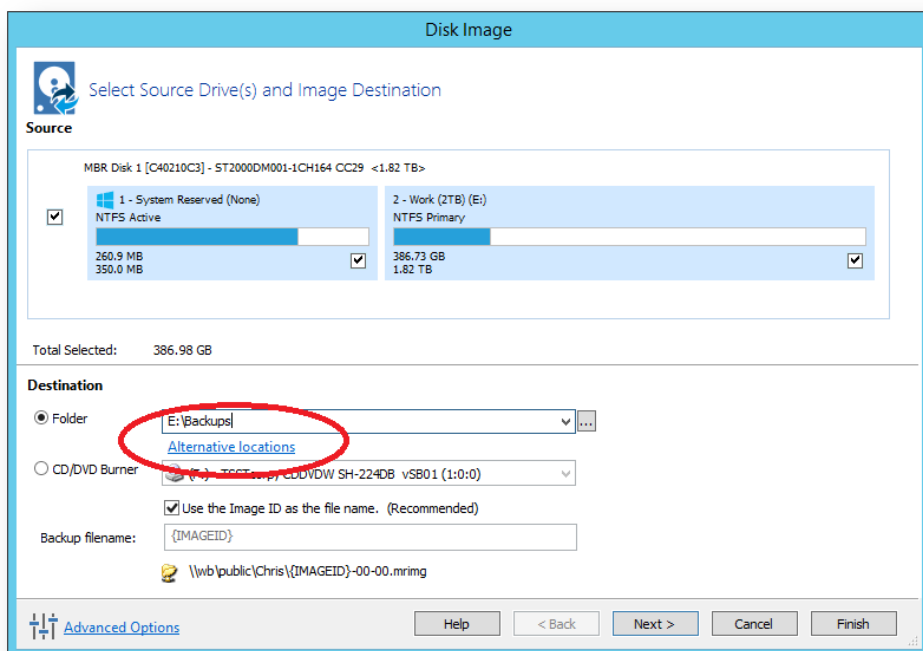 Disk Image
Select Source Drive(s) and Image Destination
Source
MBR Disk 1 [C40210C3] - ST2000DM001-1CH164 CC29 <1.82 TB>
1 - System Reserved (None)
NTFS Active
260.9 MB
350.0 MB
2 - Work (2TB) (E:)
NTFS Primary
386.73 GB
1.82 TB
Total Selected: 386.98 GB
Destination
Folder E:\Backups ...
Alternative locations
CD/DVD Burner CDDVDW SH-224DB vSB01 (1:0:0)
Use the Image ID as the file name. (Recommended)
Backup filename: {IMAGEID}
\\wb\public\Chris\{IMAGEID}-00-00.mrimg
Advanced Options Help < Back Next > Cancel Finish